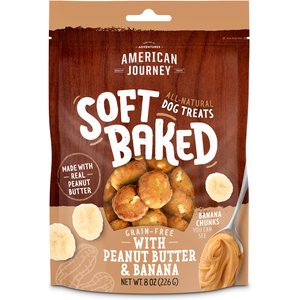 ADVENTURES
AMERICAN
JOURNEY
SOFT
BAKED
ALL-NATURAL
DOG TREATS
MADE WITH
REAL
PEANUT
BUTTER
BANANA
CHUNKS
YOU CAN
SEE
GRAIN-FREE
WITH
PEANUT BUTTER
& BANANA
NET WT. 8 OZ (226 G)